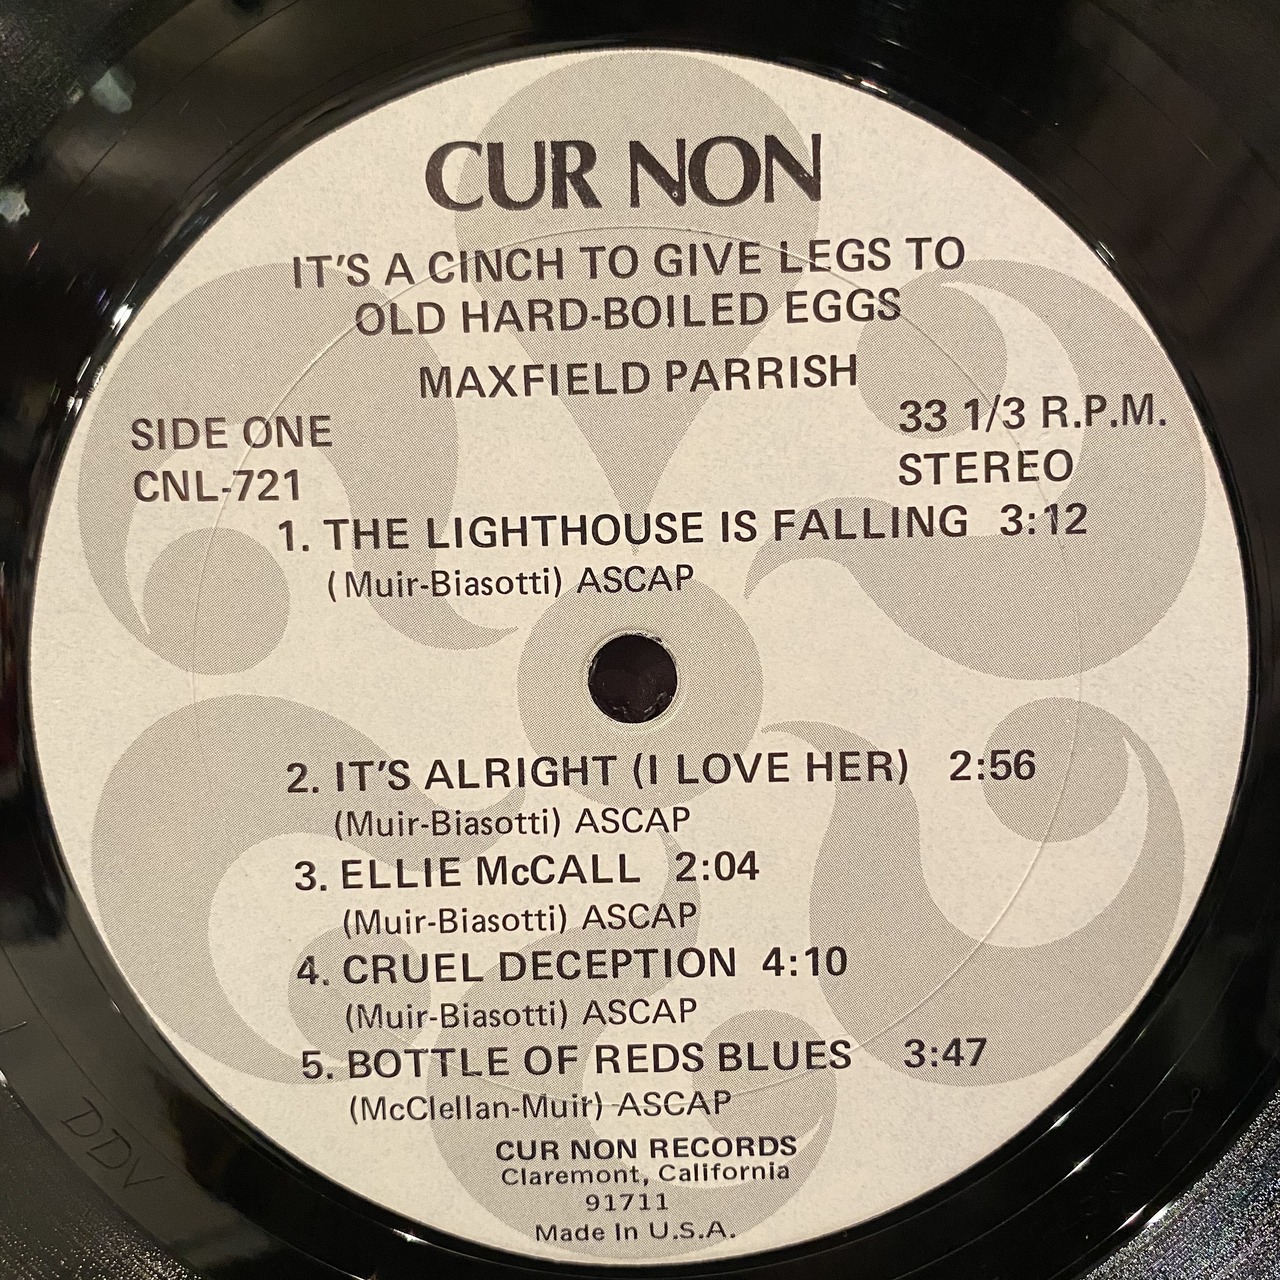 CUR NON
IT'S A CINCH TO GIVE LEGS TO
OLD HARD-BOILED EGGS
MAXFIELD PARRISH
SIDE ONE
CNL-721
33 1/3 R.P.M.
STEREO
1. THE LIGHTHOUSE IS FALLING 3:12
(Muir-Biasotti) ASCAP
2. IT'S ALRIGHT (I LOVE HER) 2:56
(Muir-Biasotti) ASCAP
3. ELLIE McCALL 2:04
(Muir-Biasotti) ASCAP
4. CRUEL DECEPTION 4:10
(Muir-Biasotti) ASCAP
5. BOTTLE OF REDS BLUES 3:47
(McClellan-Muir) ASCAP
CUR NON RECORDS
Claremont, California
91711
Made In U.S.A.
DDV